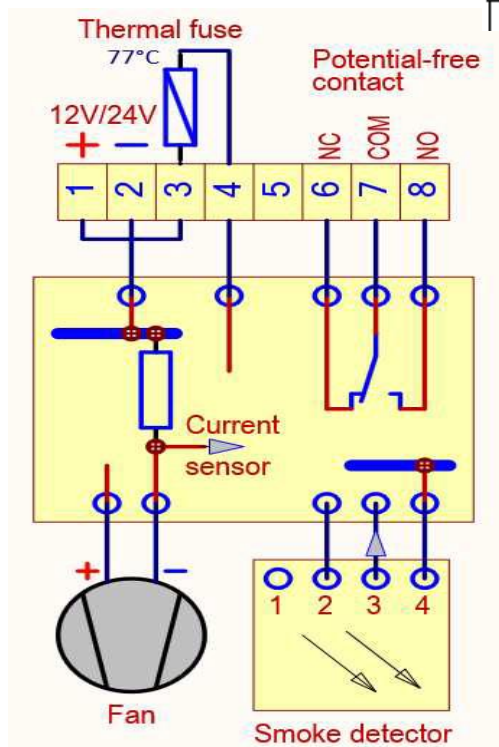 Thermal fuse
77°C
Potential-free
contact
12V/24V
+ −
NC COM NO
1 2 3 4 5 6 7 8
Current
sensor
+ −
1 2 3 4
Fan
Smoke detector